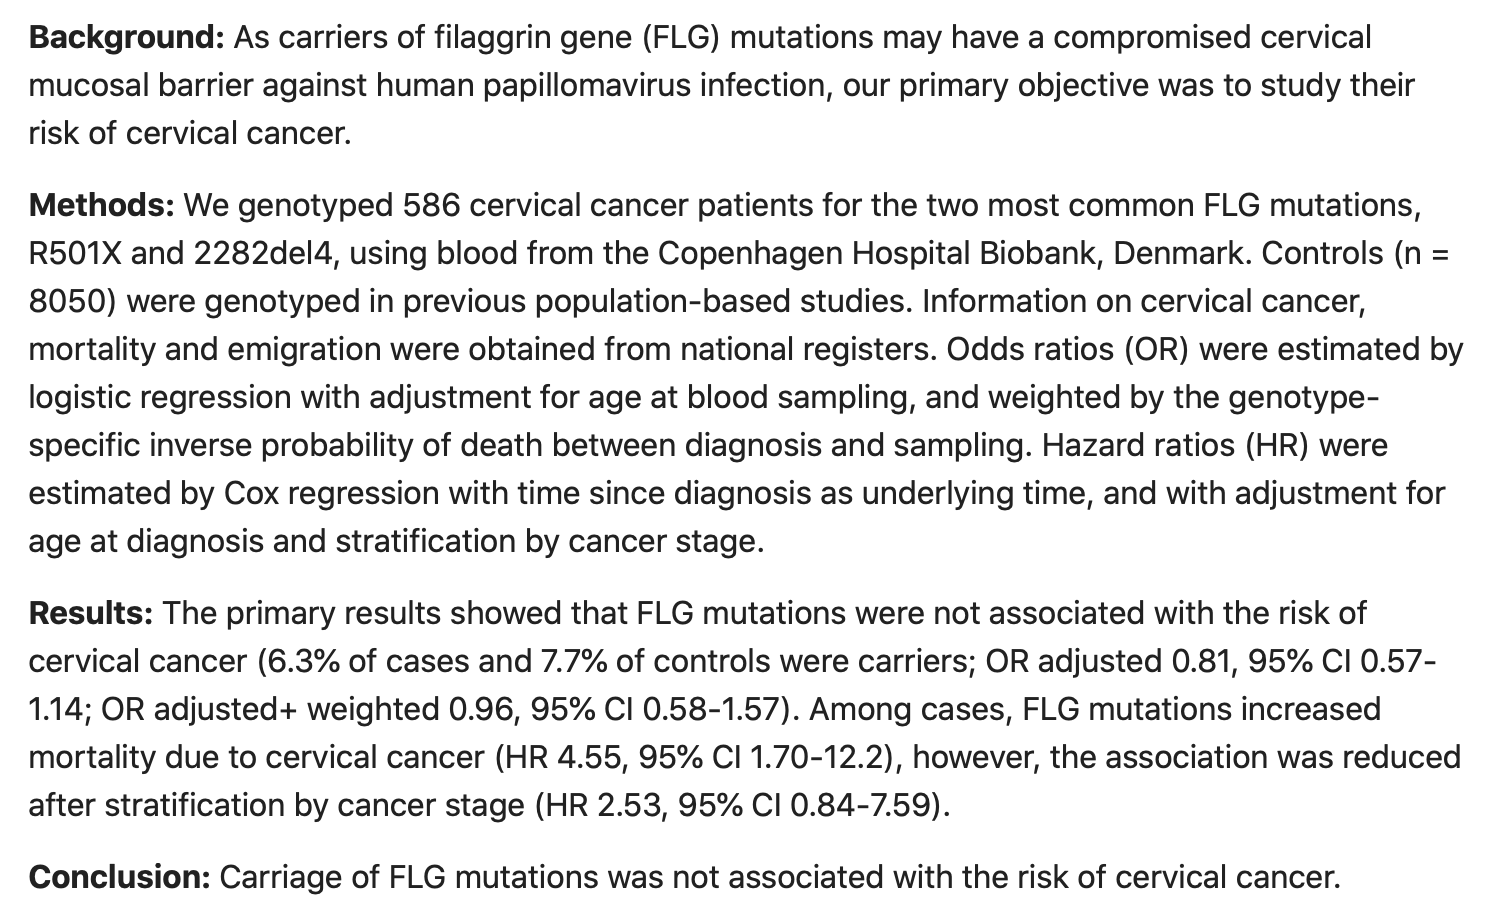 Background: As carriers of filaggrin gene (FLG) mutations may have a compromised cervical
mucosal barrier against human papillomavirus infection, our primary objective was to study their
risk of cervical cancer.
Methods: We genotyped 586 cervical cancer patients for the two most common FLG mutations,
R501X and 2282del4, using blood from the Copenhagen Hospital Biobank, Denmark. Controls (n =
8050) were genotyped in previous population-based studies. Information on cervical cancer,
mortality and emigration were obtained from national registers. Odds ratios (OR) were estimated by
logistic regression with adjustment for age at blood sampling, and weighted by the genotype-
specific inverse probability of death between diagnosis and sampling. Hazard ratios (HR) were
estimated by Cox regression with time since diagnosis as underlying time, and with adjustment for
age at diagnosis and stratification by cancer stage.
Results: The primary results showed that FLG mutations were not associated with the risk of
cervical cancer (6.3% of cases and 7.7% of controls were carriers; OR adjusted 0.81, 95% CI 0.57-
1.14; OR adjusted+ weighted 0.96, 95% CI 0.58-1.57). Among cases, FLG mutations increased
mortality due to cervical cancer (HR 4.55, 95% CI 1.70-12.2), however, the association was reduced
after stratification by cancer stage (HR 2.53, 95% CI 0.84-7.59).
Conclusion: Carriage of FLG mutations was not associated with the risk of cervical cancer.